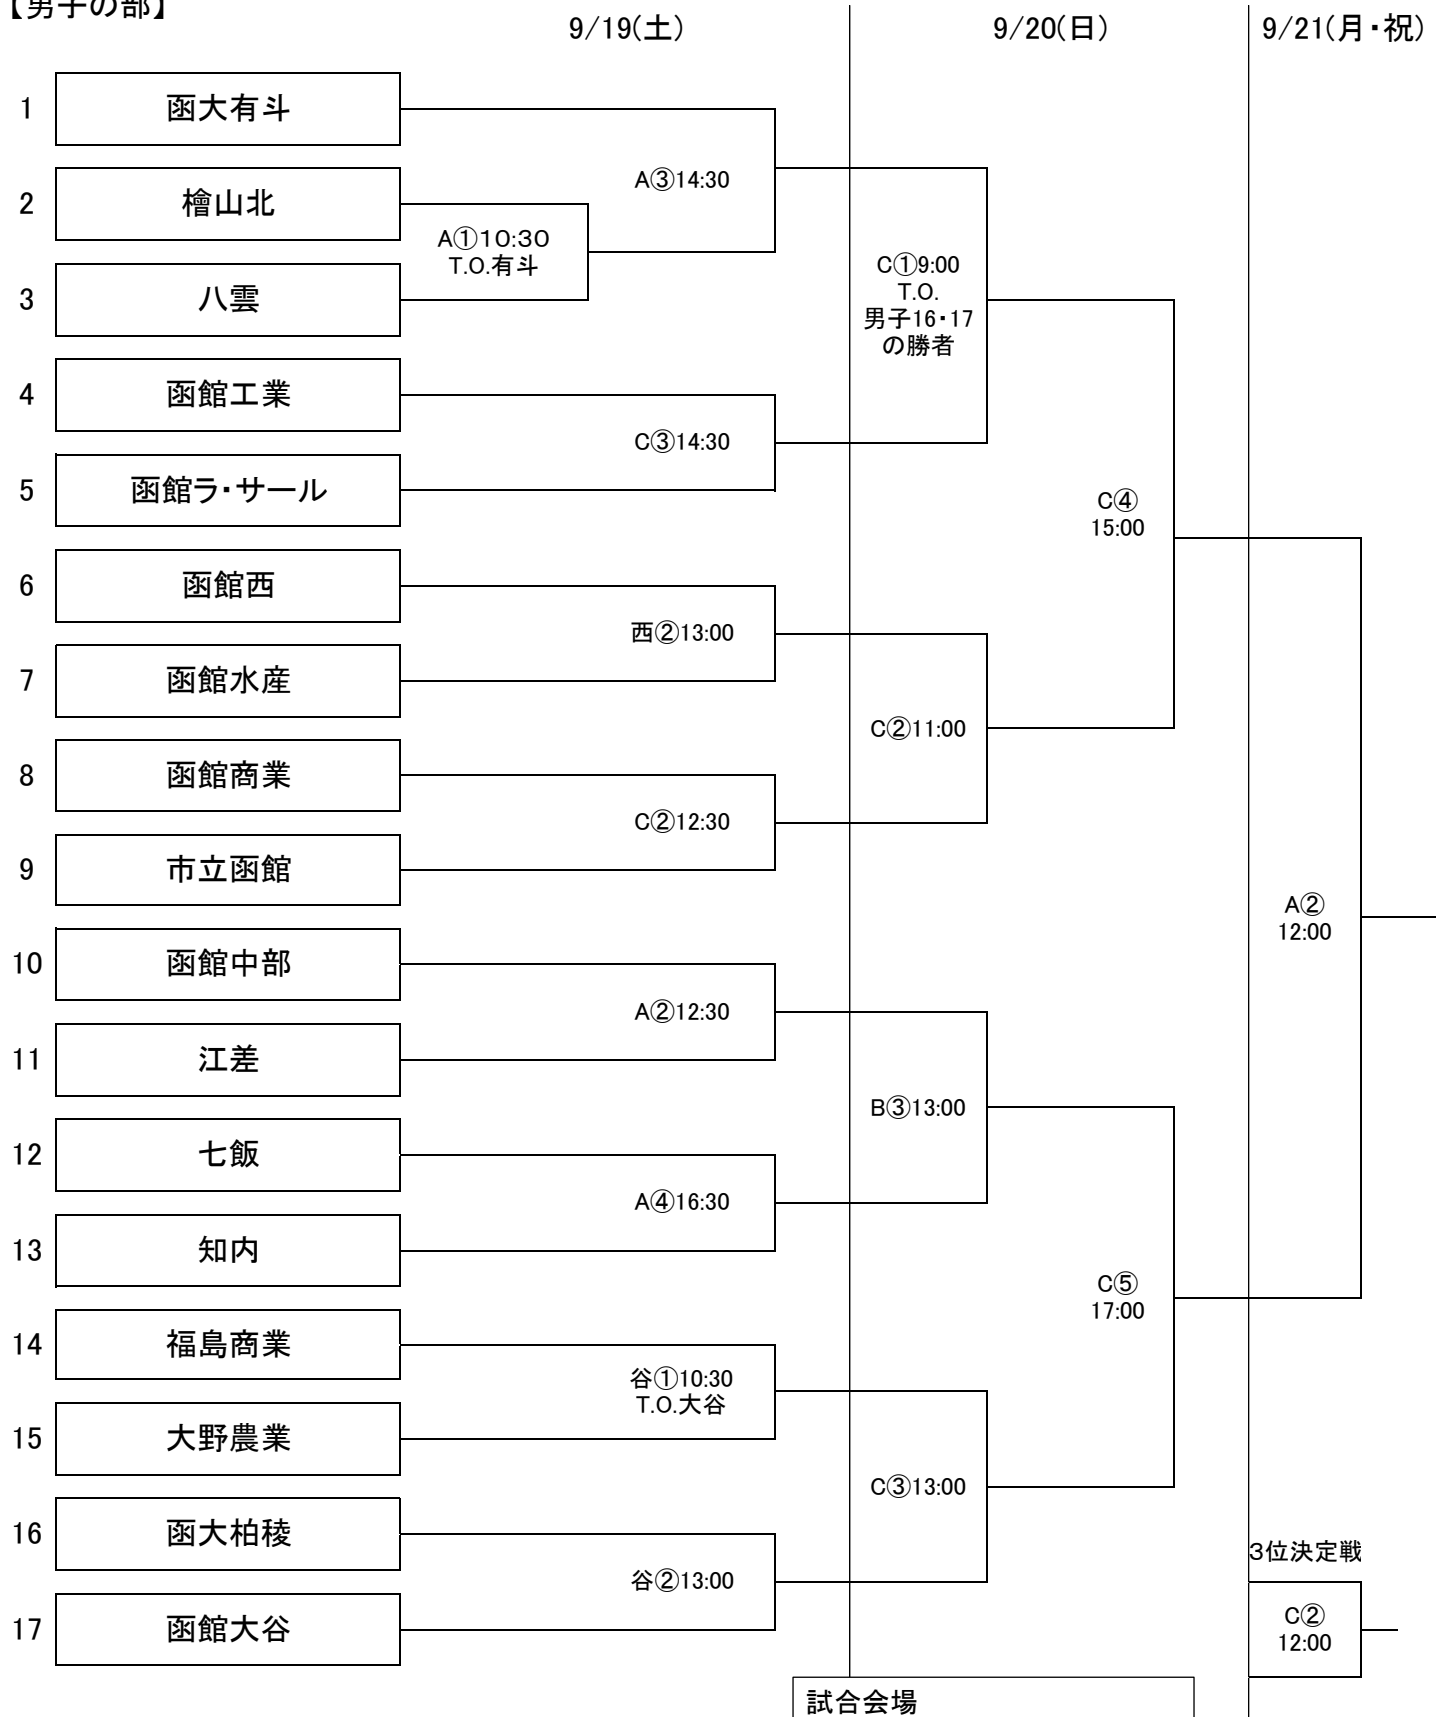 【男子の部】
9/19(土)
9/20(日)
9/21(月・祝)
1
函大有斗
A③14:30
2
檜山北
A①10:30
T.O.有斗
3
八雲
C①9:00
T.O.
男子16・17
の勝者
4
函館工業
C③14:30
5
函館ラ・サール
C④
15:00
6
函館西
西②13:00
7
函館水産
C②11:00
8
函館商業
C②12:30
9
市立函館
A②
12:00
10
函館中部
A②12:30
11
江差
B③13:00
12
七飯
A④16:30
13
知内
C⑤
17:00
14
福島商業
谷①10:30
T.O.大谷
15
大野農業
C③13:00
16
函大柏稜
谷②13:00
3位決定戦
17
函館大谷
C②
12:00
試合会場